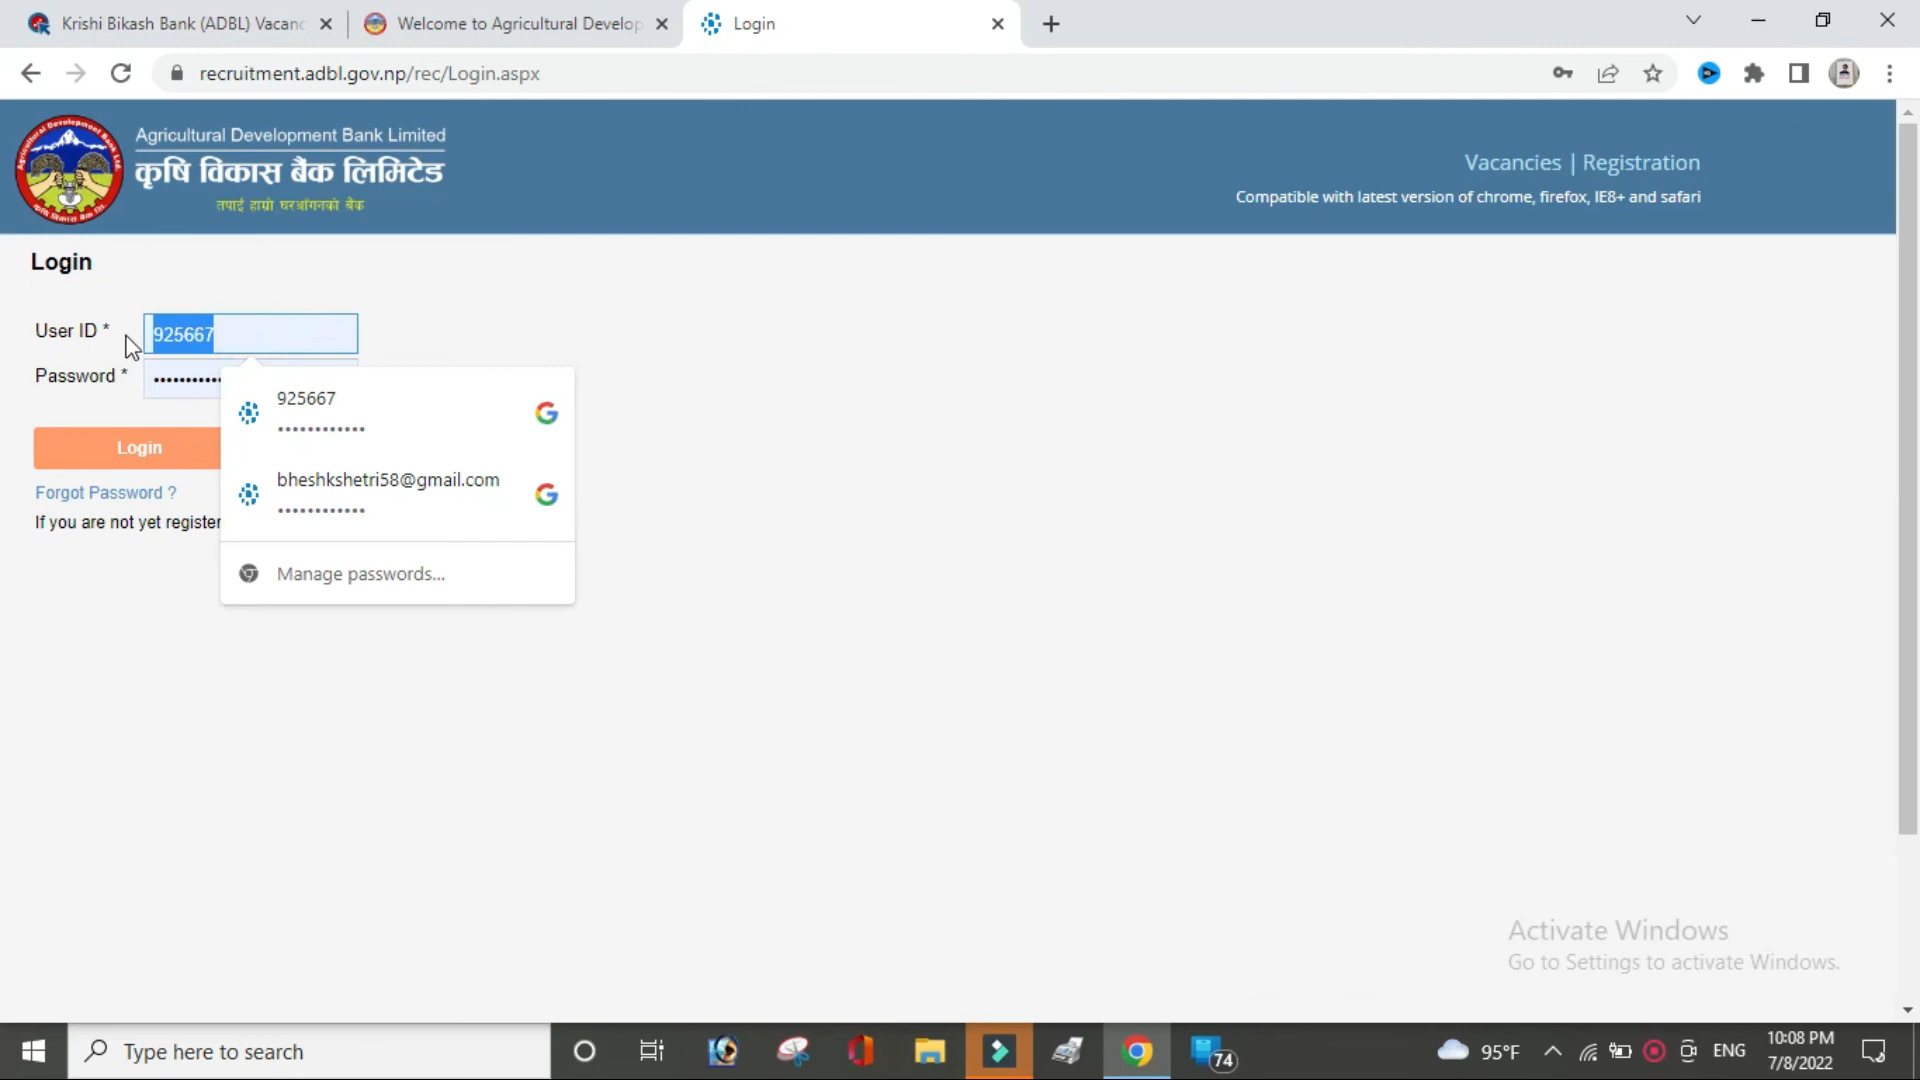 Krishi Bikash Bank (ADBL) Vacanc
Welcome to Agricultural Develop
Login
recruitment.adbl.gov.np/rec/Login.aspx
Agricultural Development Bank Limited
कृषि विकास बैंक लिमिटेड
तपाईं हाम्रो घरआँगनको बैंक
Vacancies | Registration
Compatible with latest version of chrome, firefox, IE8+ and safari
Login
User ID *
925667
Password *
925667
Login
bheshkshetri58@gmail.com
Forgot Password ?
If you are not yet register
Manage passwords...
Activate Windows
Go to Settings to activate Windows.
Type here to search
74
95°F
ENG
10:08 PM
7/8/2022